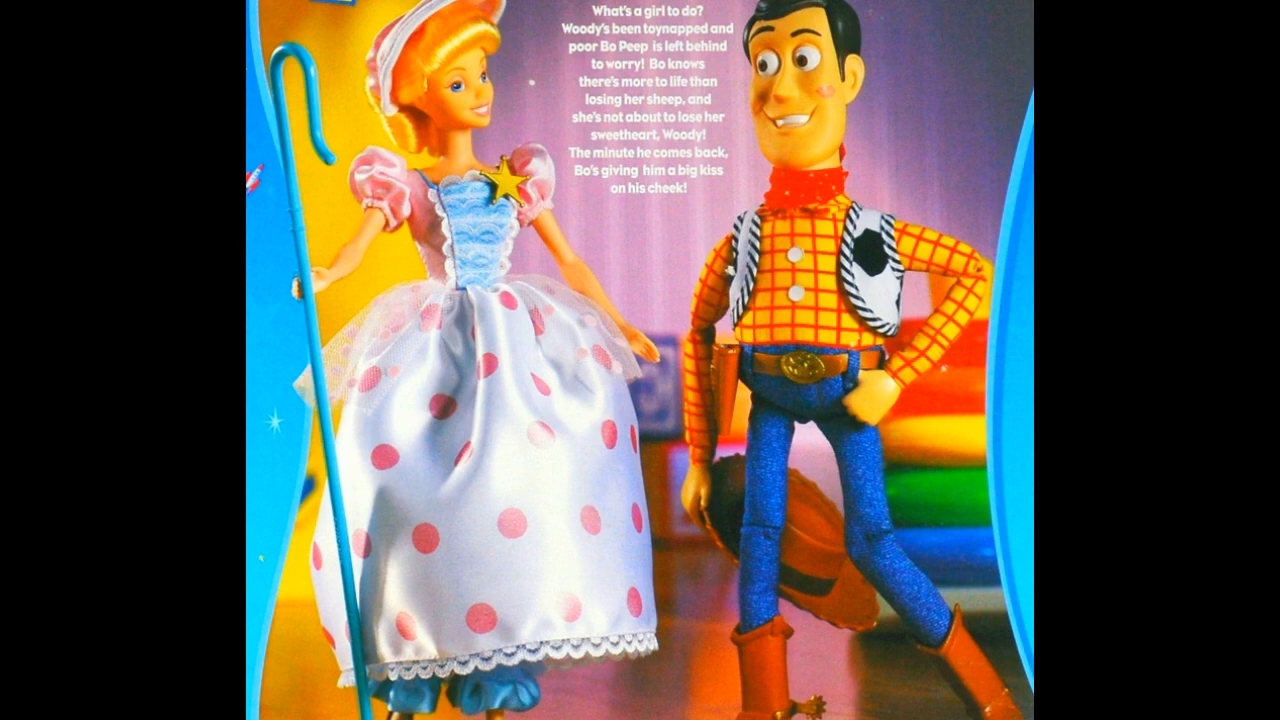 What's a girl to do?
Woody's been toynapped and
poor Bo Peep is left behind
to worry! Bo knows
there's more to life than
losing her sheep, and
she's not about to lose her
sweetheart, Woody!
The minute he comes back,
Bo's giving him a big kiss
on his cheek!